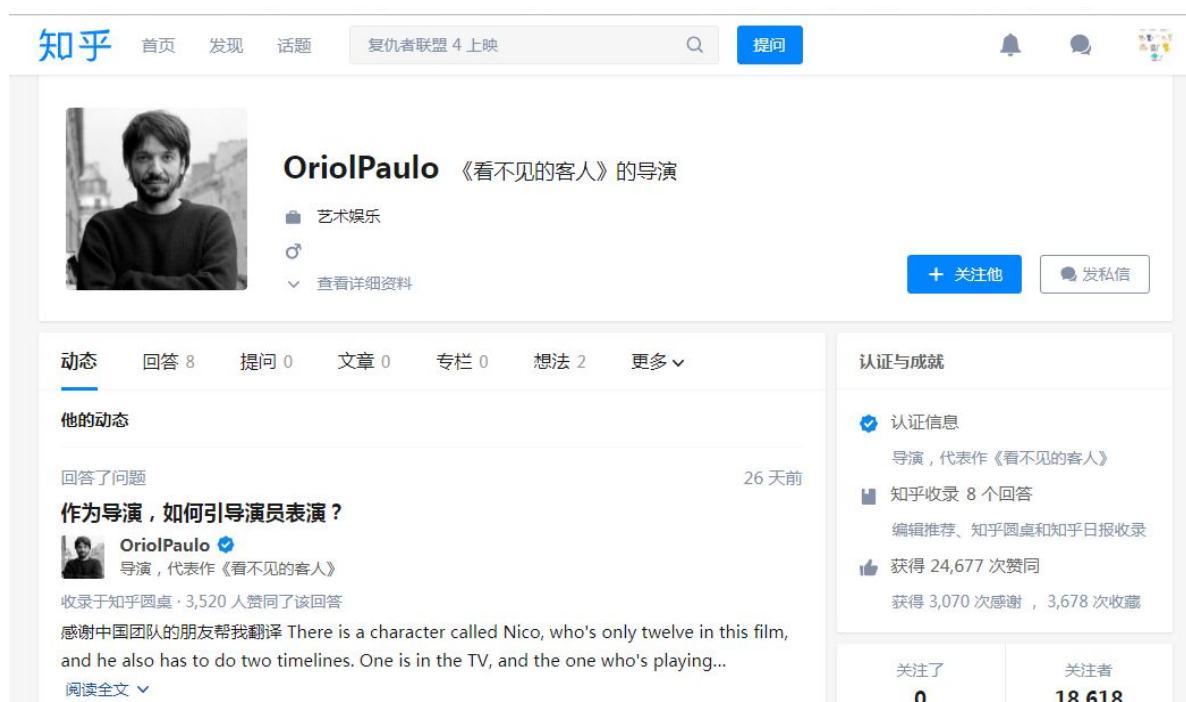 知乎 首页 发现 话题 复仇者联盟 4 上映 提问
OriolPaulo 《看不见的客人》的导演
艺术娱乐
查看详细资料
+ 关注他 发私信
动态 回答 8 提问 0 文章 0 专栏 0 想法 2 更多
他的动态
回答了问题 26 天前
作为导演，如何引导演员表演？
OriolPaulo
导演，代表作《看不见的客人》
收录于知乎圆桌 · 3,520 人赞同了该回答
感谢中国团队的朋友帮我翻译 There is a character called Nico, who's only twelve in this film,
and he also has to do two timelines. One is in the TV, and the one who's playing...
阅读全文
认证与成就
认证信息
导演，代表作《看不见的客人》
知乎收录 8 个回答
编辑推荐、知乎圆桌和知乎日报收录
获得 24,677 次赞同
获得 3,070 次感谢 ，3,678 次收藏
关注了 关注者
0 18,618